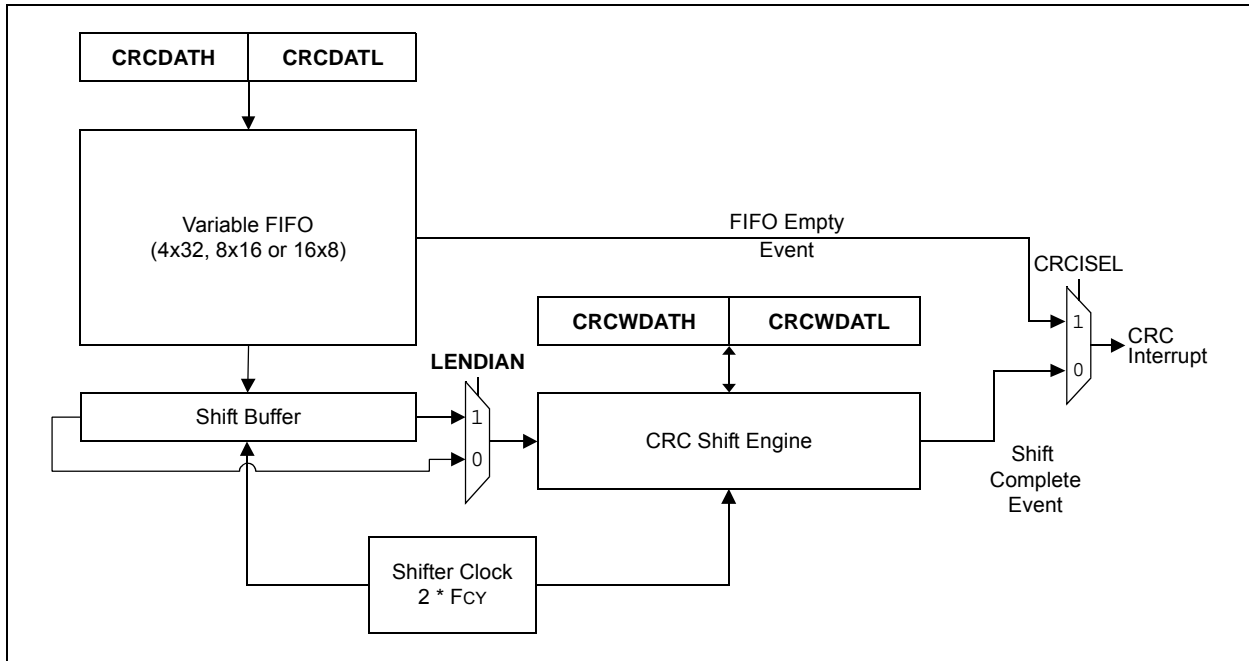 CRCDATH CRCDATL
Variable FIFO
(4x32, 8x16 or 16x8)
FIFO Empty
Event
CRCISEL
1
0
CRC
Interrupt
CRCWDATH CRCWDATL
LENDIAN
1
0
Shift Buffer
CRC Shift Engine
Shift
Complete
Event
Shifter Clock
2 * FCY